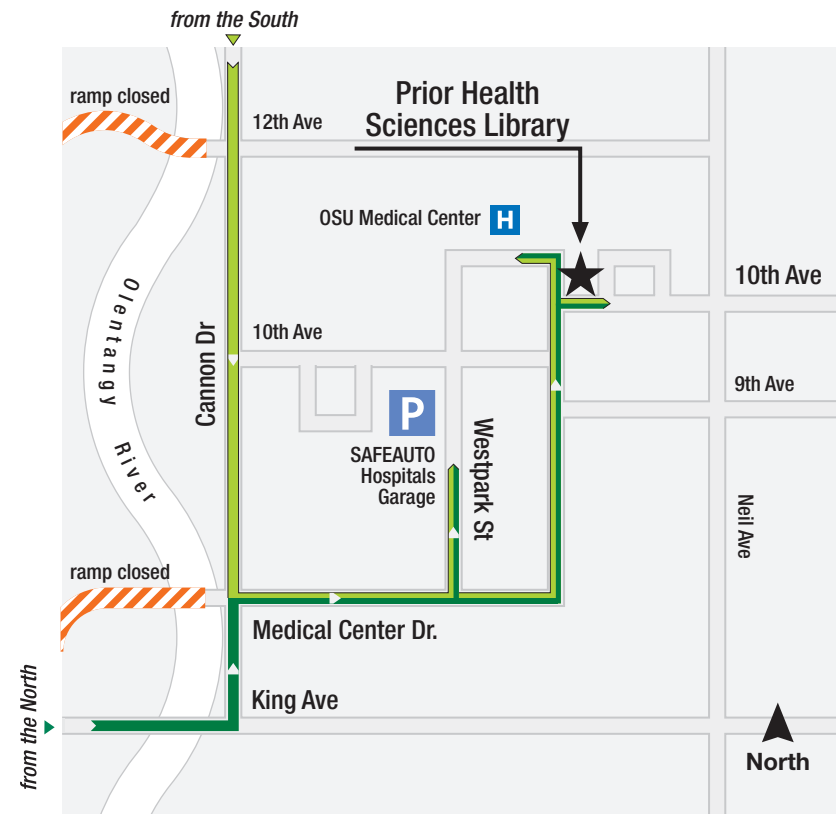 from the South
ramp closed
12th Ave
Prior Health
Sciences Library
OSU Medical Center H
10th Ave
Olentangy River
Cannon Dr
10th Ave
9th Ave
P
SAFEAUTO
Hospitals
Garage
Westpark St
Neil Ave
ramp closed
Medical Center Dr.
King Ave
from the North
North